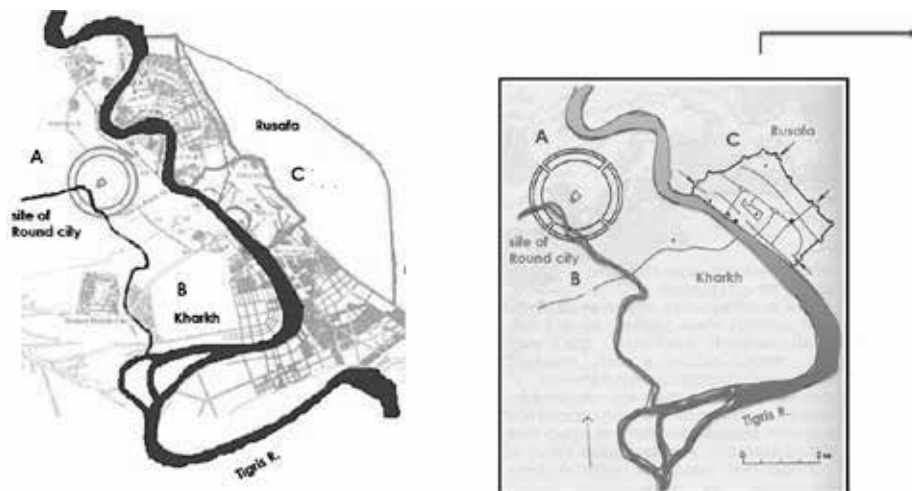 Rusafa
A
C
site of
Round city
B
Kharkh
Tigris R.
A
C
Rusafa
site of
Round city
B
Kharkh
Tigris R.
0